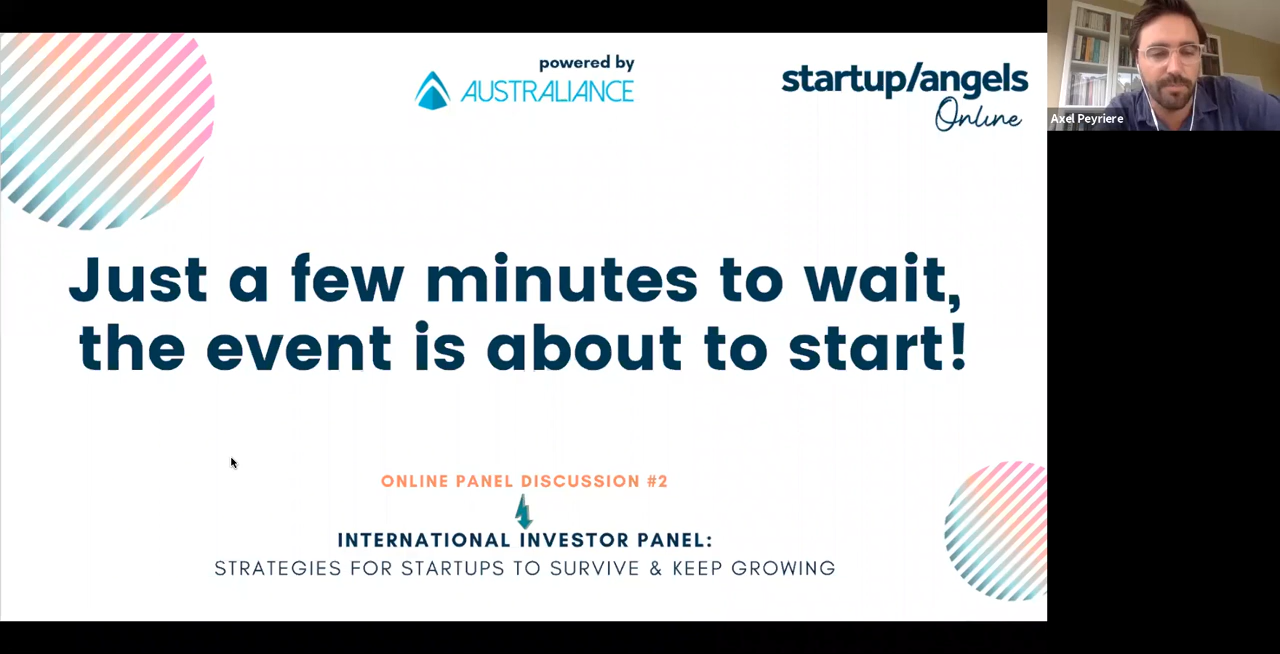 powered by
AUSTRALIANCE
startup/angels
Online
Axel Peyriere
Just a few minutes to wait,
the event is about to start!
ONLINE PANEL DISCUSSION #2
INTERNATIONAL INVESTOR PANEL:
STRATEGIES FOR STARTUPS TO SURVIVE & KEEP GROWING